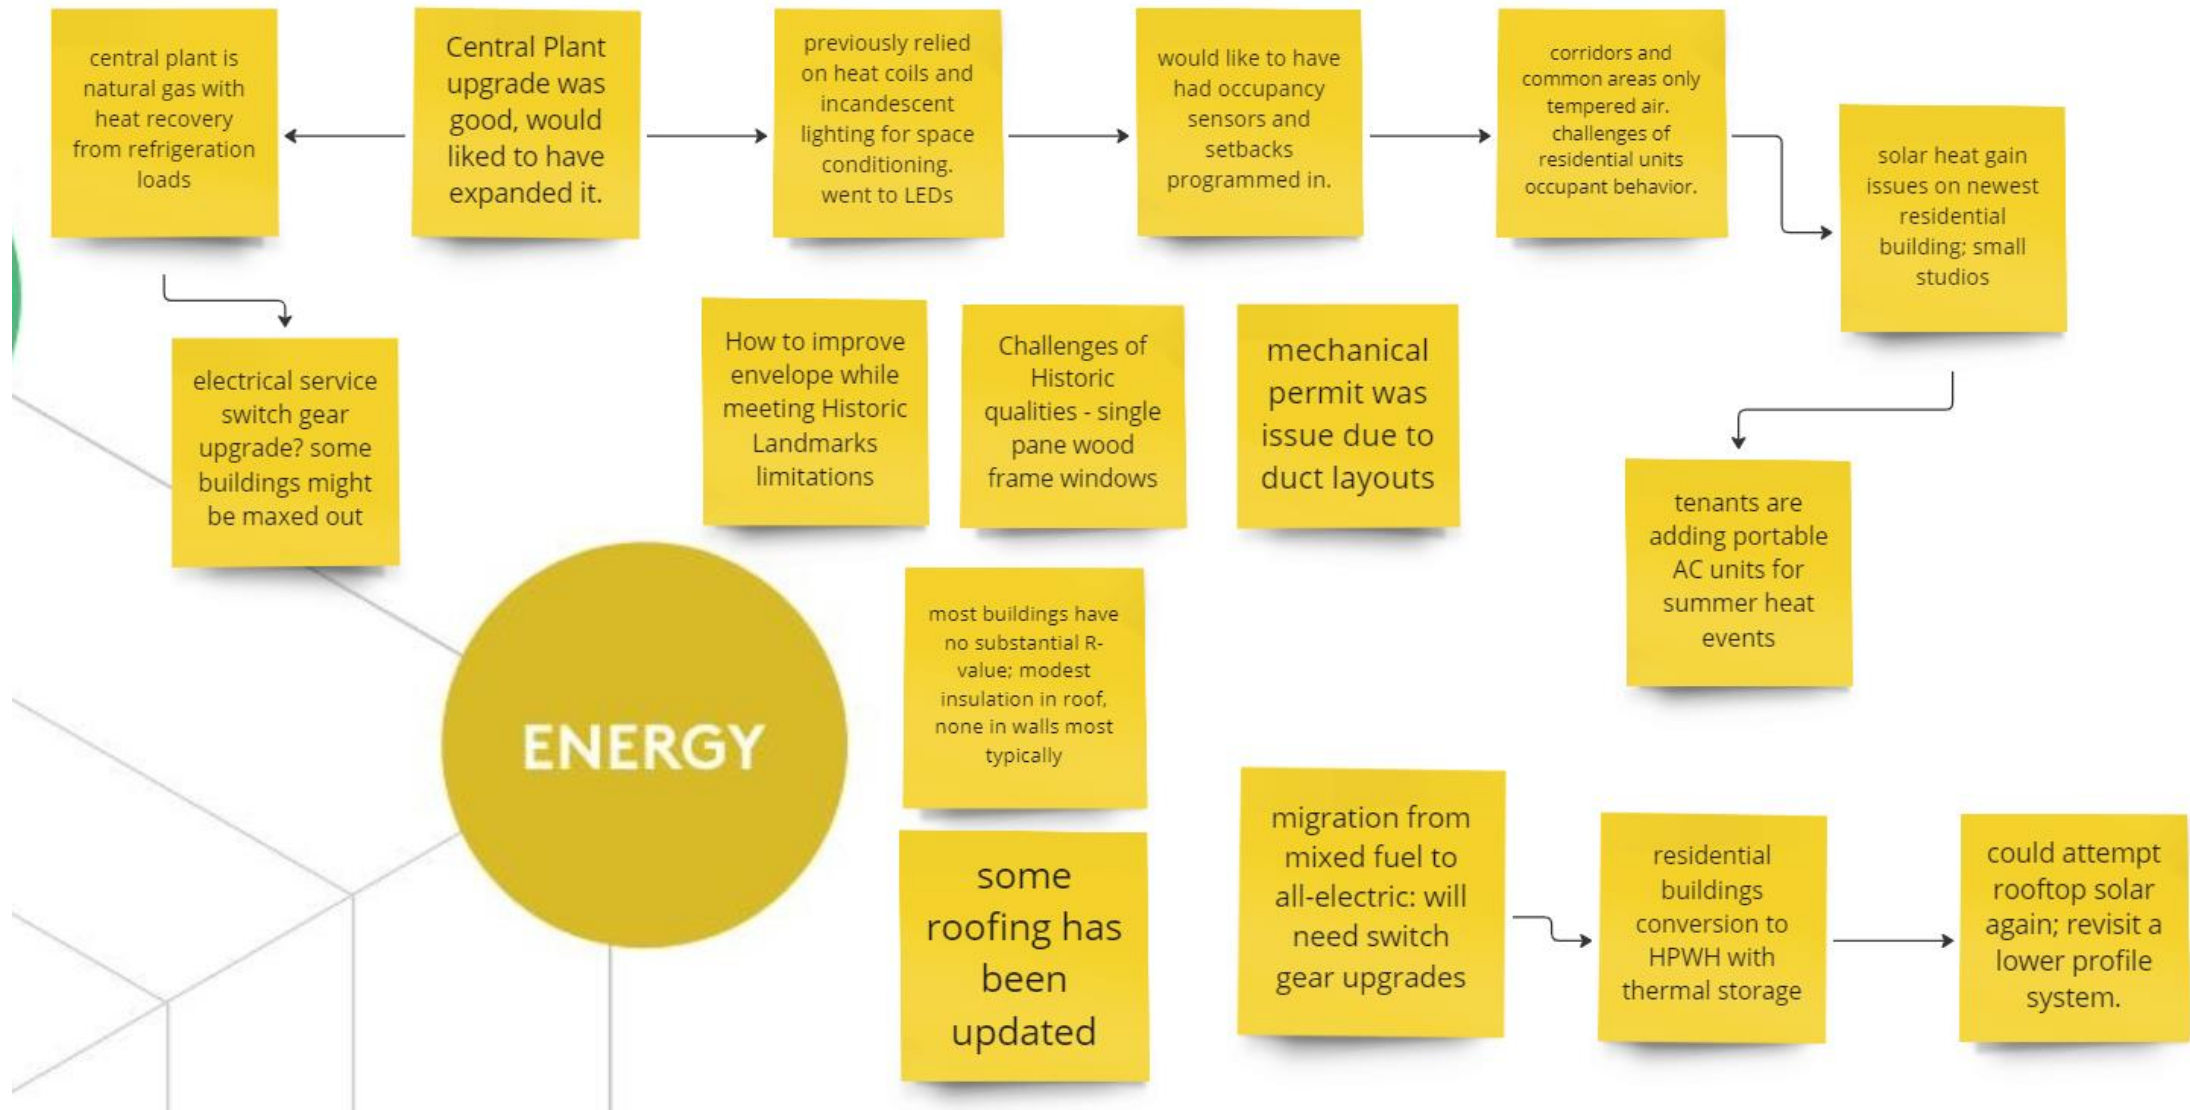 central plant is
natural gas with
heat recovery
from refrigeration
loads
Central Plant
upgrade was
good, would
liked to have
expanded it.
previously relied
on heat coils and
incandescent
lighting for space
conditioning.
went to LEDs
would like to have
had occupancy
sensors and
setbacks
programmed in.
corridors and
common areas only
tempered air.
challenges of
residential units
occupant behavior.
solar heat gain
issues on newest
residential
building; small
studios
electrical service
switch gear
upgrade? some
buildings might
be maxed out
How to improve
envelope while
meeting Historic
Landmarks
limitations
Challenges of
Historic
qualities - single
pane wood
frame windows
mechanical
permit was
issue due to
duct layouts
tenants are
adding portable
AC units for
summer heat
events
most buildings have
no substantial R-
value; modest
insulation in roof,
none in walls most
typically
ENERGY
some
roofing has
been
updated
migration from
mixed fuel to
all-electric: will
need switch
gear upgrades
residential
buildings
conversion to
HPWH with
thermal storage
could attempt
rooftop solar
again; revisit a
lower profile
system.